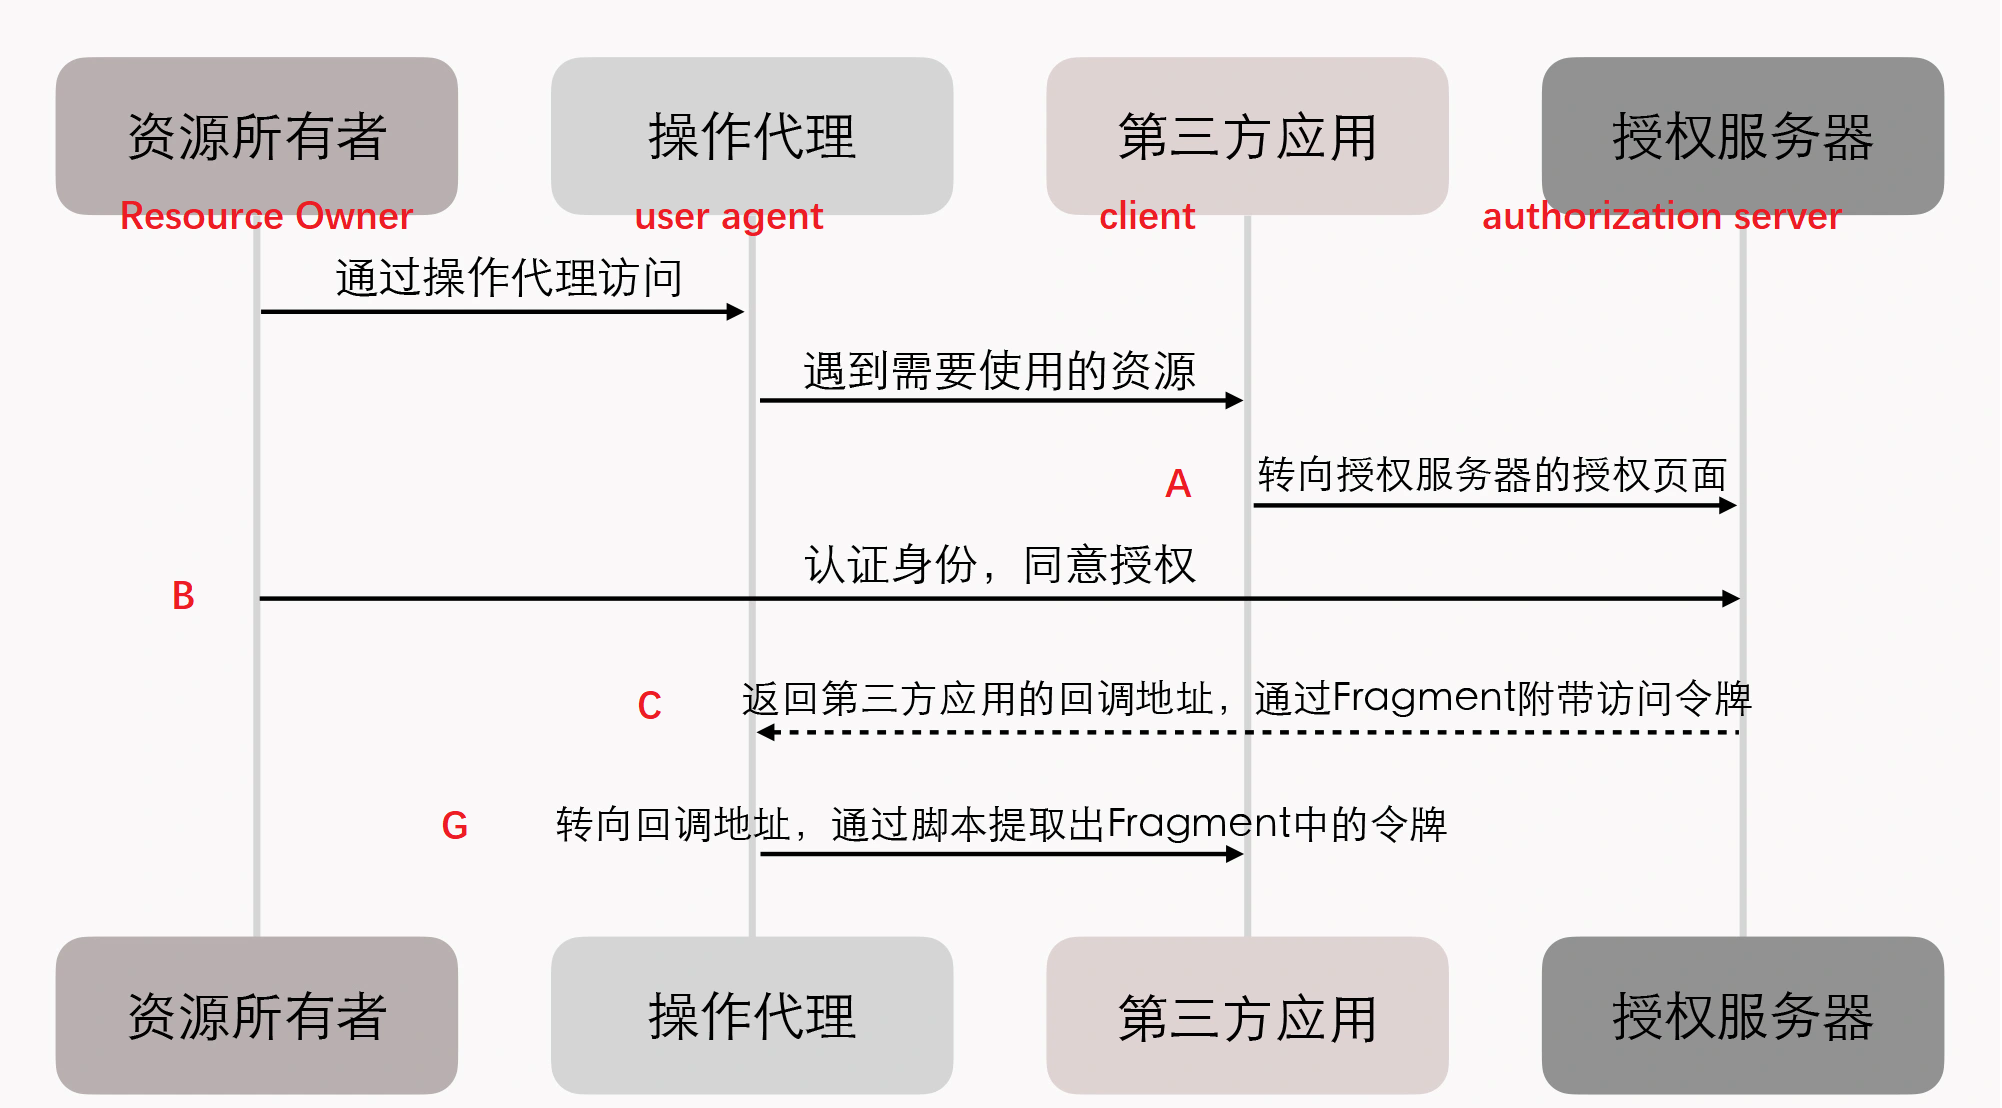 资源所有者
操作代理
第三方应用
授权服务器
Resource Owner
user agent
client
authorization server
通过操作代理访问
遇到需要使用的资源
A
转向授权服务器的授权页面
认证身份，同意授权
B
C
返回第三方应用的回调地址，通过Fragment附带访问令牌
G
转向回调地址，通过脚本提取出Fragment中的令牌
资源所有者
操作代理
第三方应用
授权服务器